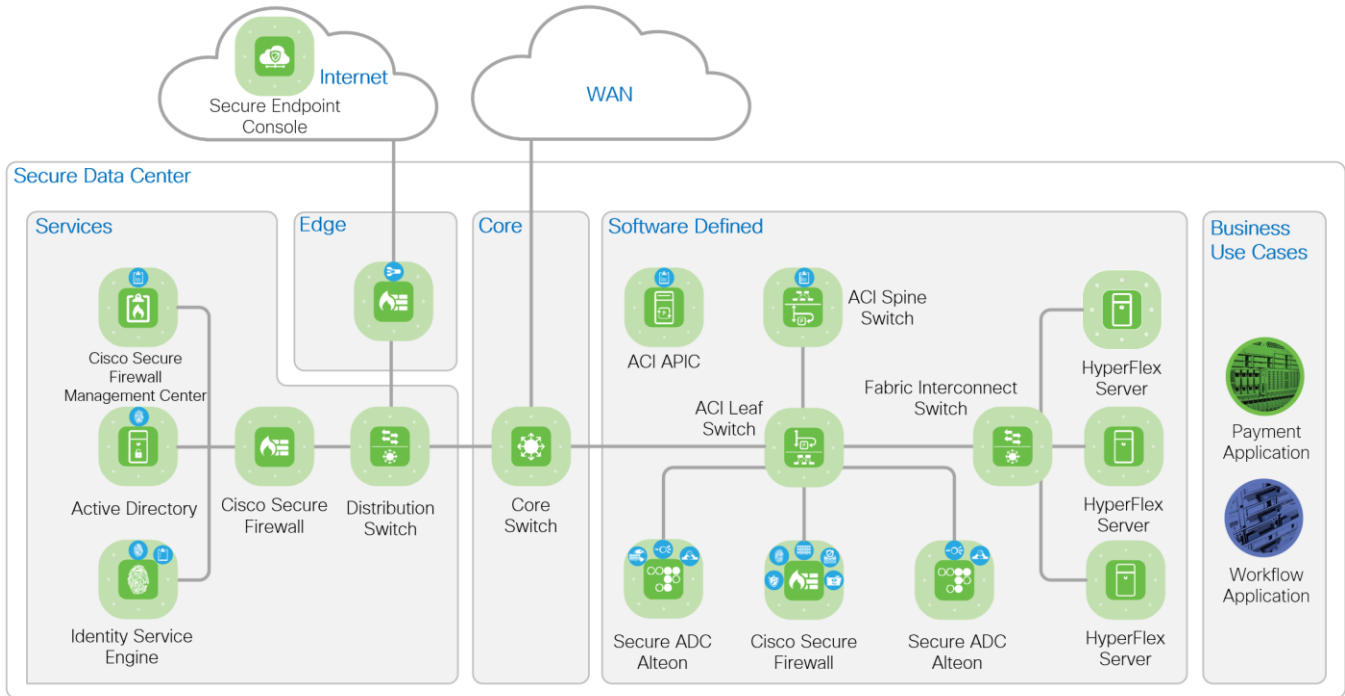 Internet
Secure Endpoint
Console
WAN
Secure Data Center
Services
Edge
Core
Software Defined
Business
Use Cases
Cisco Secure
Firewall
Management Center
Active Directory
Identity Service
Engine
Cisco Secure
Firewall
Distribution
Switch
Core
Switch
ACI APIC
ACI Spine
Switch
ACI Leaf
Switch
Fabric Interconnect
Switch
HyperFlex
Server
HyperFlex
Server
HyperFlex
Server
Secure ADC
Alteon
Cisco Secure
Firewall
Secure ADC
Alteon
Payment
Application
Workflow
Application